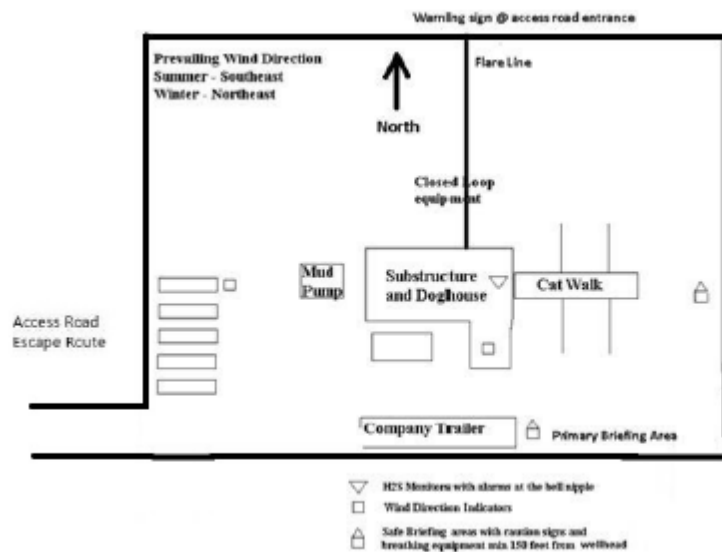 Warning sign @ access road entrance
Prevailing Wind Direction
Summer - Southeast
Winter - Northeast
Flare Line
North
Closed Loop
equipment
Mud
Pump
Substructure
and Doghouse
Cat Walk
Access Road
Escape Route
Company Trailer
Primary Briefing Area
H2S Monitors with alarms at the bell nipple
Wind Direction Indicators
Safe Briefing areas with caution signs and
breathing equipment min 150 feet from wellhead